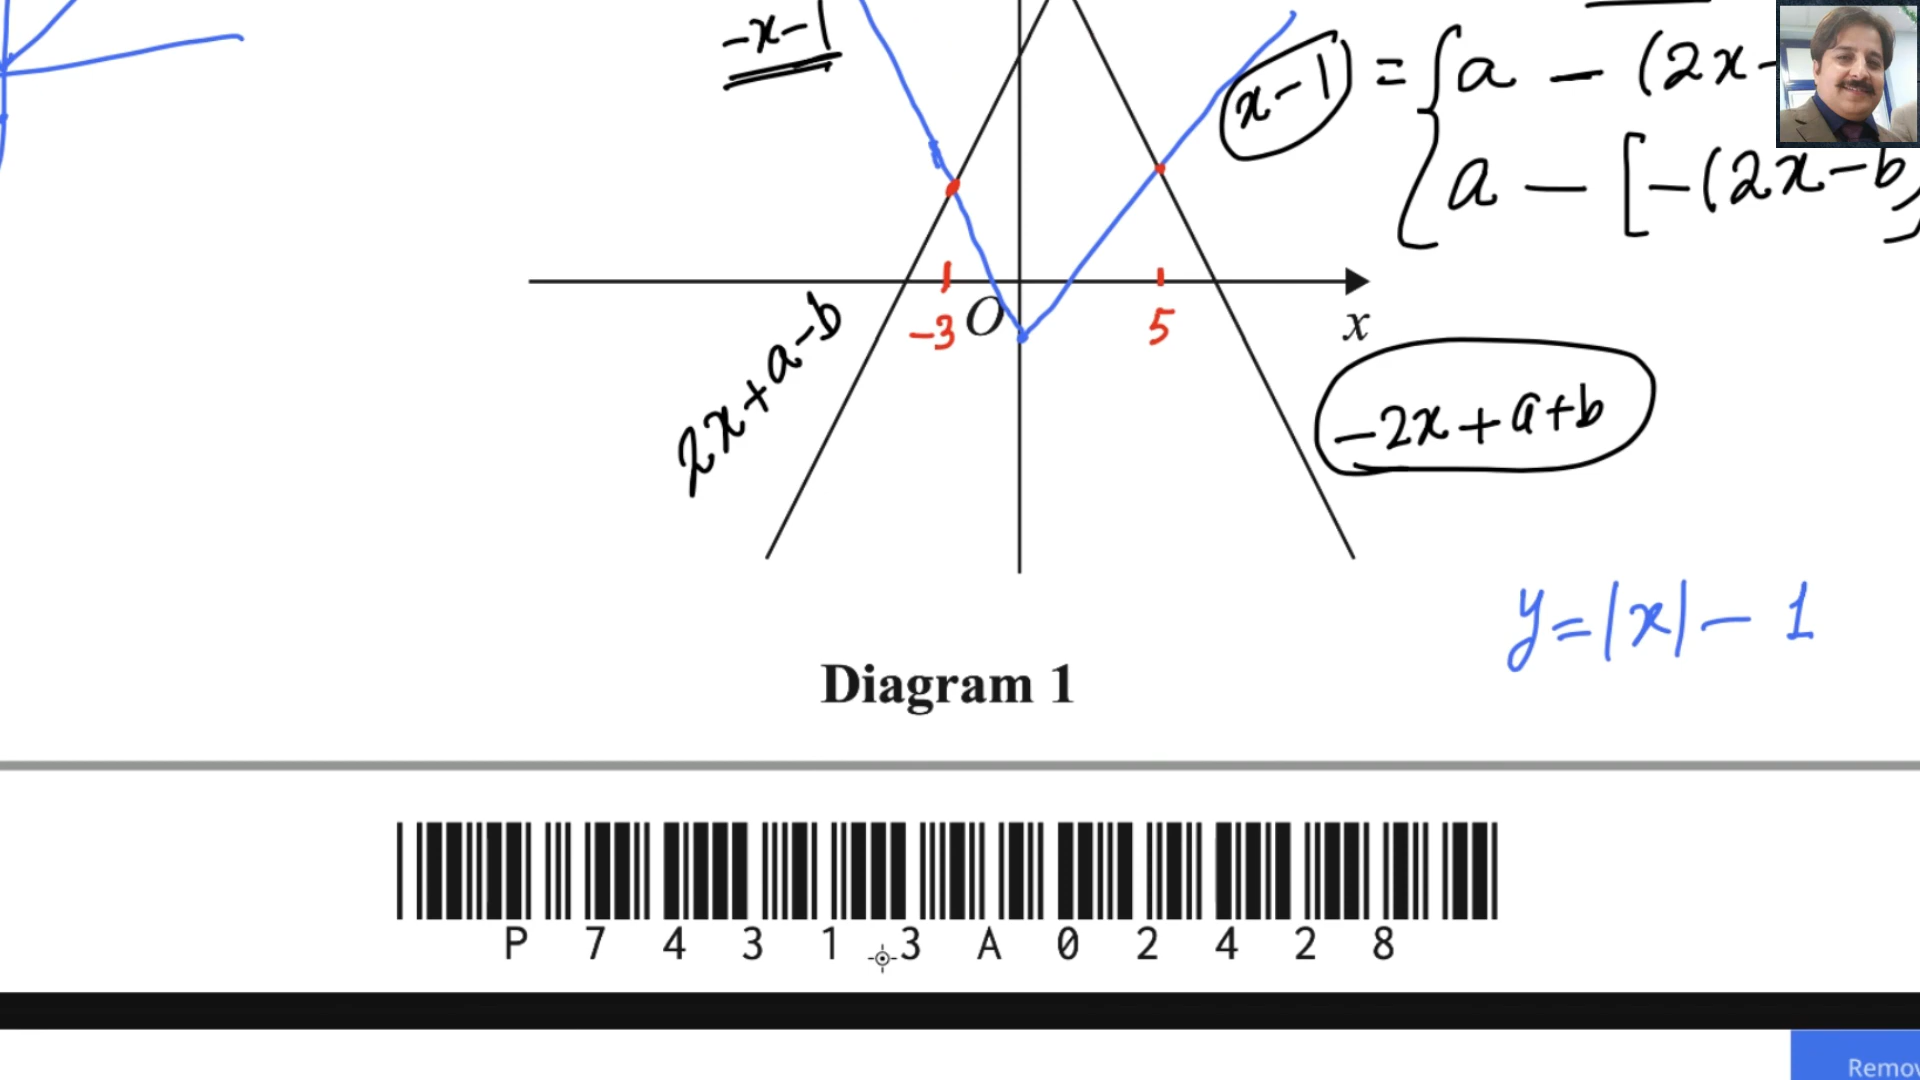 -x-1
x-1 = { a - (2x-
a - [-(2x-b)
O
-3
5
x
2x+a-b
-2x+a+b
y=|x|-1
Diagram 1
P 7 4 3 1 3 A 0 2 4 2 8